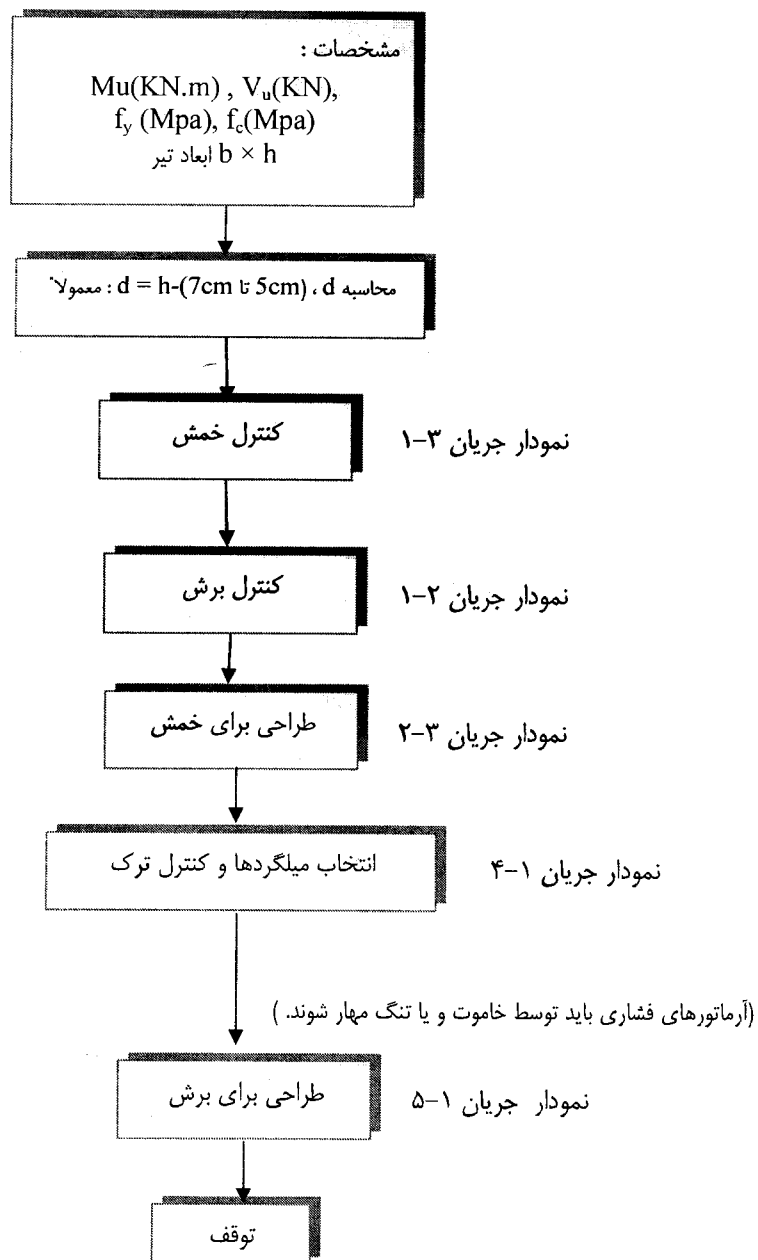 مشخصات :
Mu(KN.m) , Vu(KN),
fy (Mpa), fc(Mpa)
ابعاد تیر b × h
محاسبه d ، d = h-(7cm تا 5cm) : معمولاً
کنترل خمش
نمودار جریان ۳-۱
کنترل برش
نمودار جریان ۲-۱
طراحی برای خمش
نمودار جریان ۳-۲
انتخاب میلگردها و کنترل ترک
نمودار جریان ۱-۴
(آرماتورهای فشاری باید توسط خاموت و یا تنگ مهار شوند. )
طراحی برای برش
نمودار جریان ۱-۵
توقف